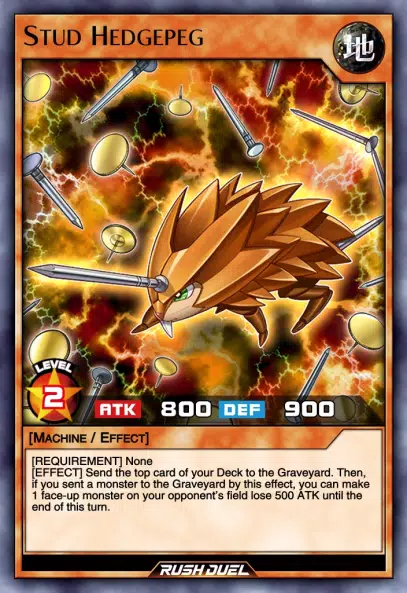 Stud Hedgepeg
地
LEVEL
2
ATK 800 DEF 900
[Machine / Effect]
[REQUIREMENT] None
[EFFECT] Send the top card of your Deck to the Graveyard. Then,
if you sent a monster to the Graveyard by this effect, you can make
1 face-up monster on your opponent's field lose 500 ATK until the
end of this turn.
RUSH DUEL